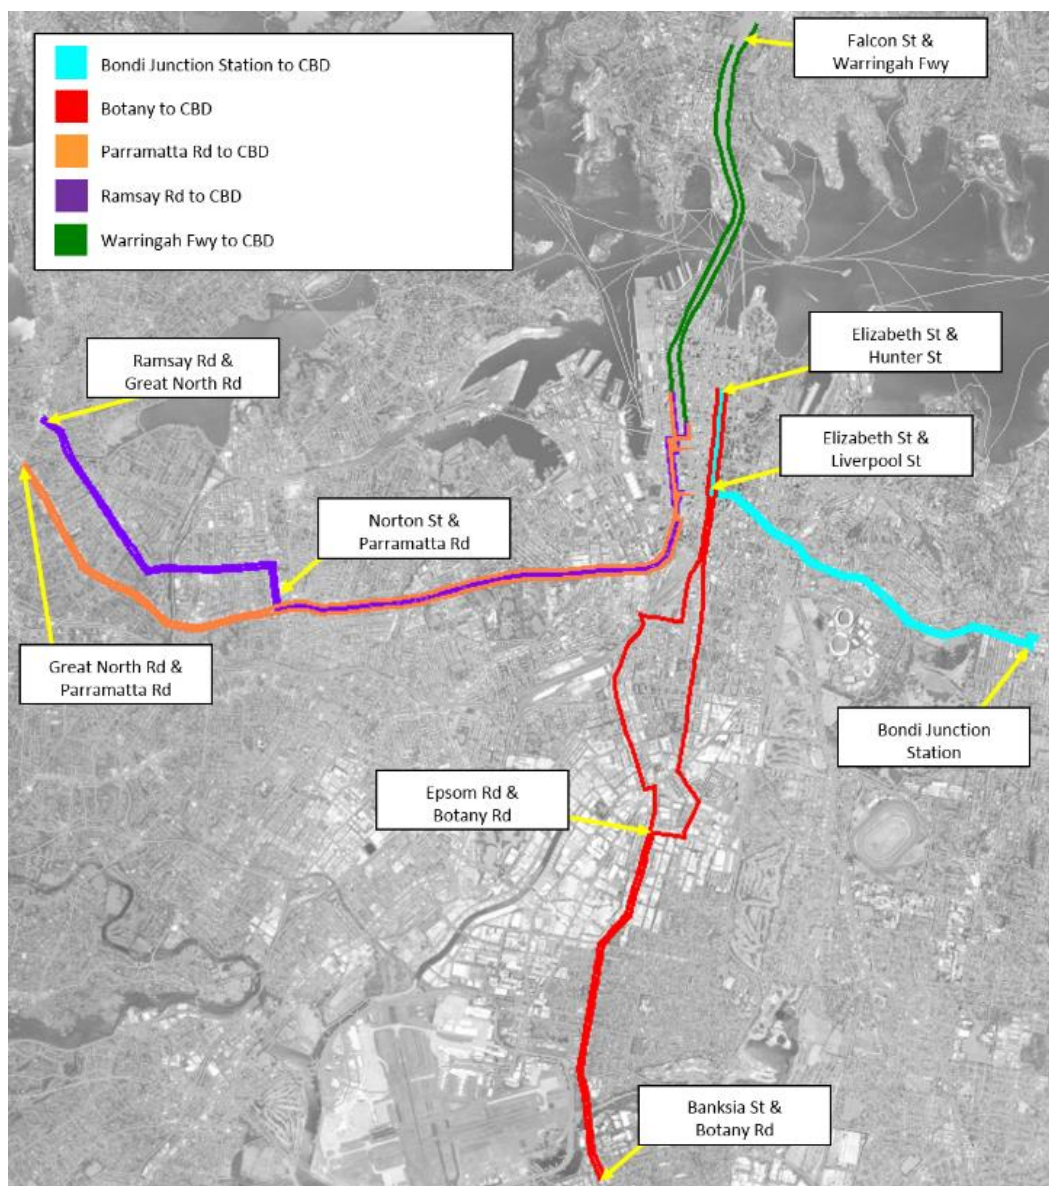 Bondi Junction Station to CBD
Botany to CBD
Parramatta Rd to CBD
Ramsay Rd to CBD
Warringah Fwy to CBD
Falcon St &
Warringah Fwy
Ramsay Rd &
Great North Rd
Elizabeth St &
Hunter St
Elizabeth St &
Liverpool St
Norton St &
Parramatta Rd
Great North Rd &
Parramatta Rd
Bondi Junction
Station
Epsom Rd &
Botany Rd
Banksia St &
Botany Rd